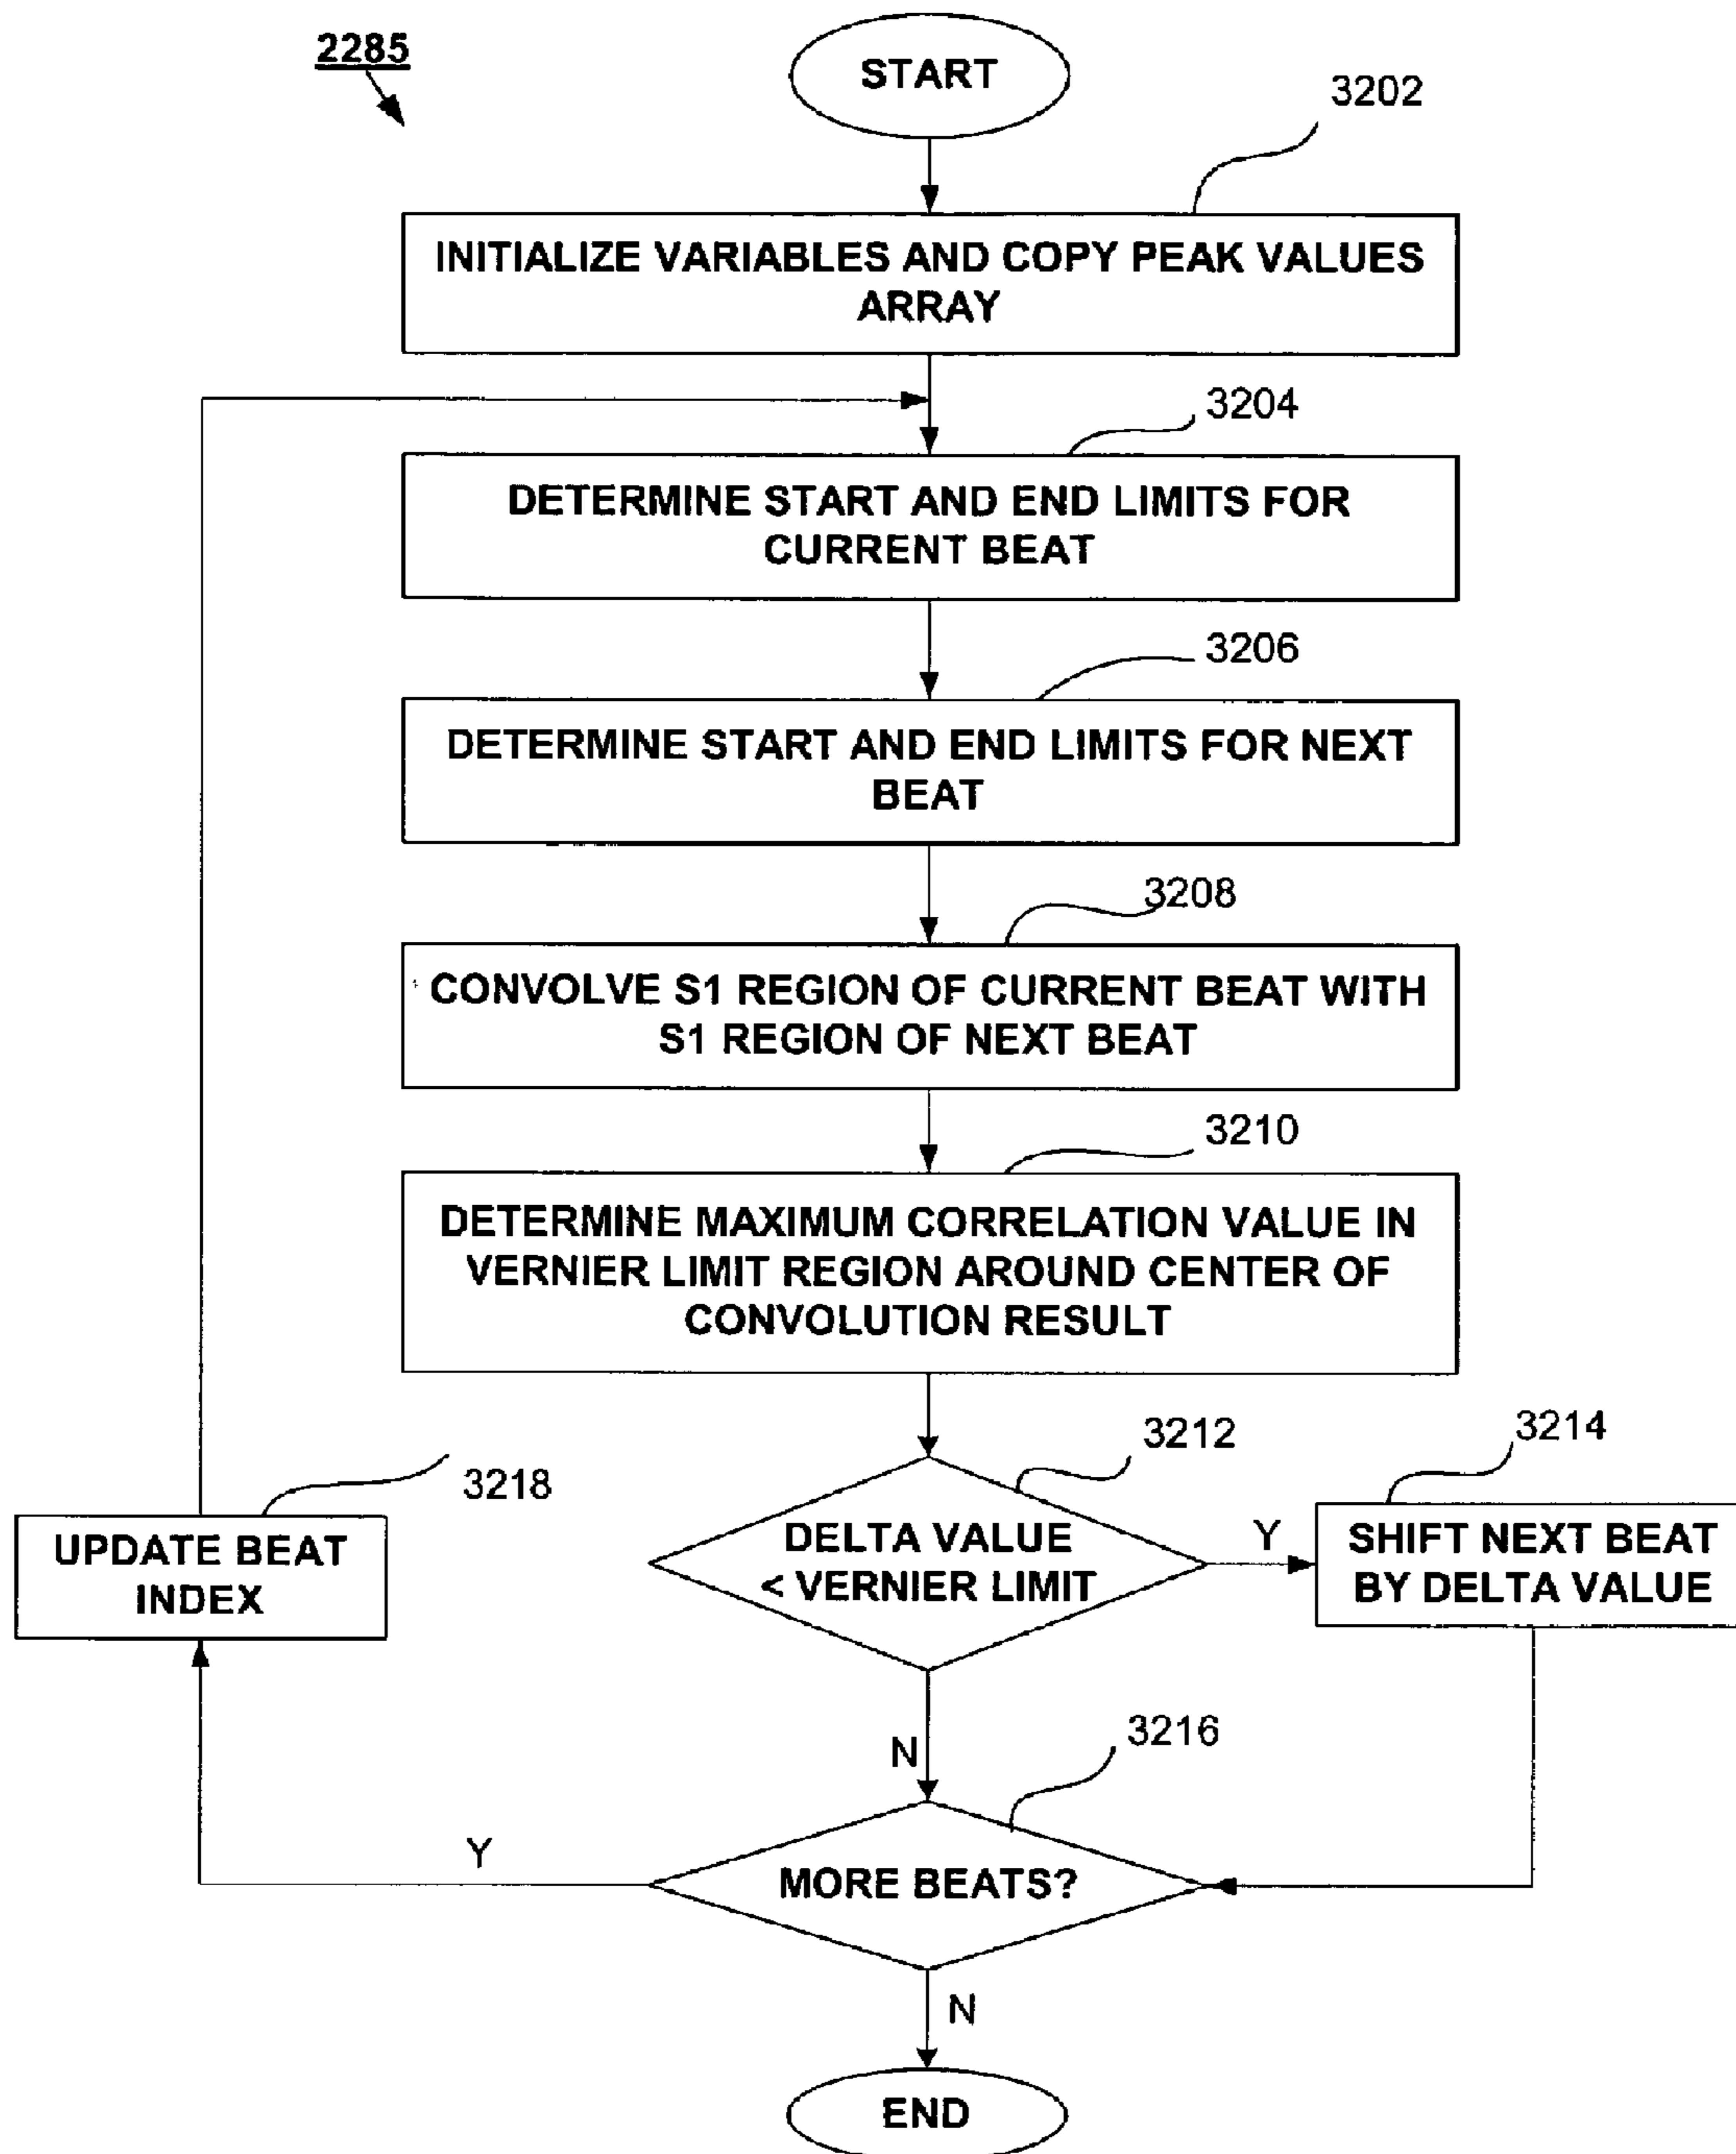 2285
START
3202
INITIALIZE VARIABLES AND COPY PEAK VALUES
ARRAY
3204
DETERMINE START AND END LIMITS FOR
CURRENT BEAT
3206
DETERMINE START AND END LIMITS FOR NEXT
BEAT
3208
CONVOLVE S1 REGION OF CURRENT BEAT WITH
S1 REGION OF NEXT BEAT
3210
DETERMINE MAXIMUM CORRELATION VALUE IN
VERNIER LIMIT REGION AROUND CENTER OF
CONVOLUTION RESULT
3212
3214
3218
DELTA VALUE
< VERNIER LIMIT
Y
SHIFT NEXT BEAT
BY DELTA VALUE
UPDATE BEAT
INDEX
N
3216
Y
MORE BEATS?
N
END